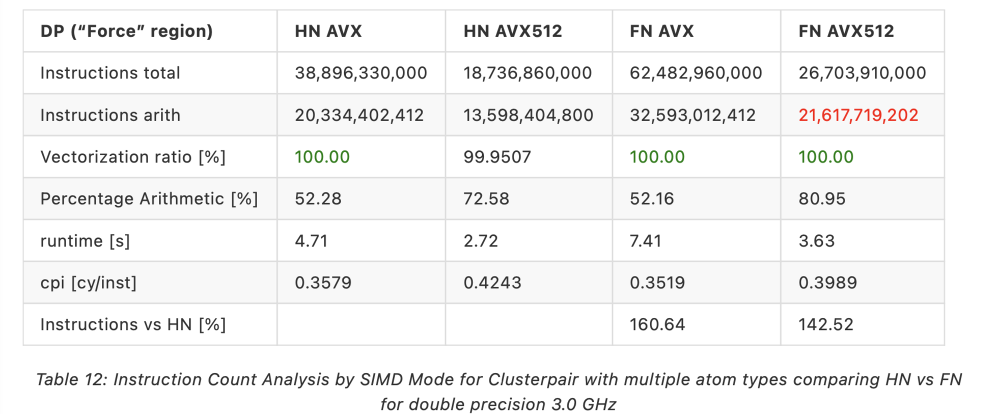 DP (“Force” region) HN AVX HN AVX512 FN AVX FN AVX512
Instructions total 38,896,330,000 18,736,860,000 62,482,960,000 26,703,910,000
Instructions arith 20,334,402,412 13,598,404,800 32,593,012,412 21,617,719,202
Vectorization ratio [%] 100.00 99.9507 100.00 100.00
Percentage Arithmetic [%] 52.28 72.58 52.16 80.95
runtime [s] 4.71 2.72 7.41 3.63
cpi [cy/inst] 0.3579 0.4243 0.3519 0.3989
Instructions vs HN [%] 160.64 142.52
Table 12: Instruction Count Analysis by SIMD Mode for Clusterpair with multiple atom types comparing HN vs FN
for double precision 3.0 GHz